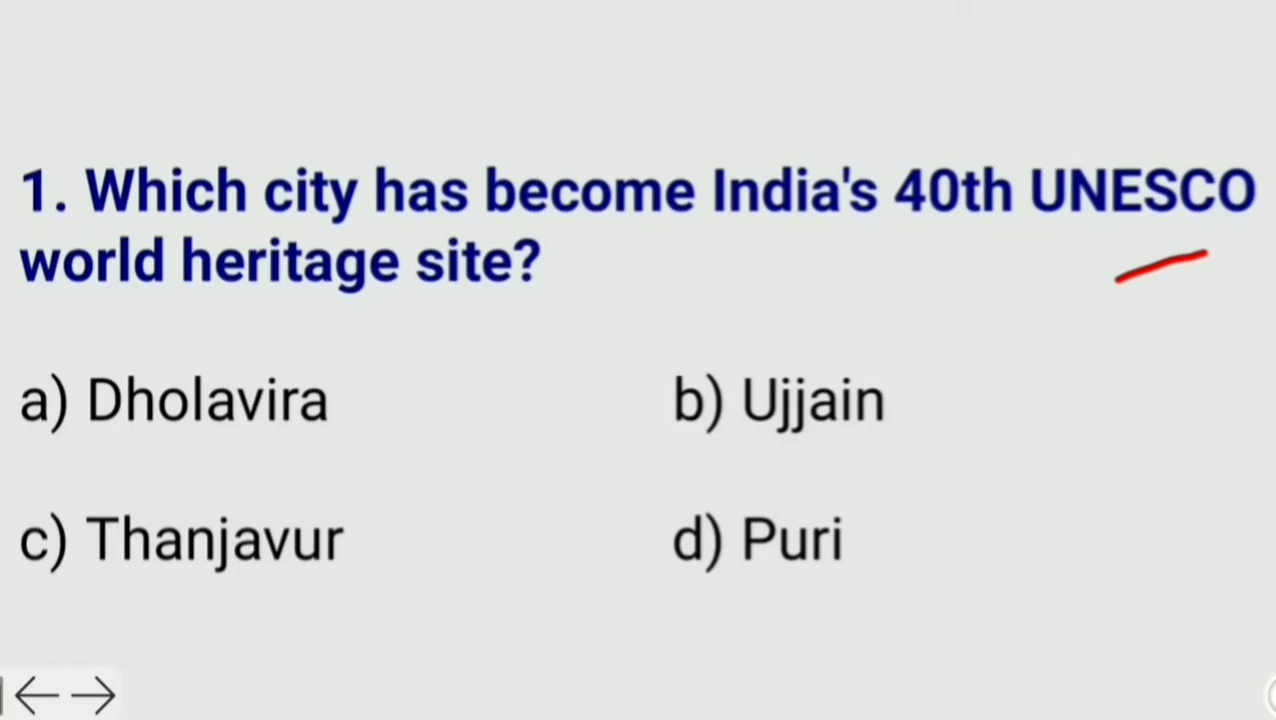 1. Which city has become India's 40th UNESCO
world heritage site?
a) Dholavira b) Ujjain
c) Thanjavur d) Puri